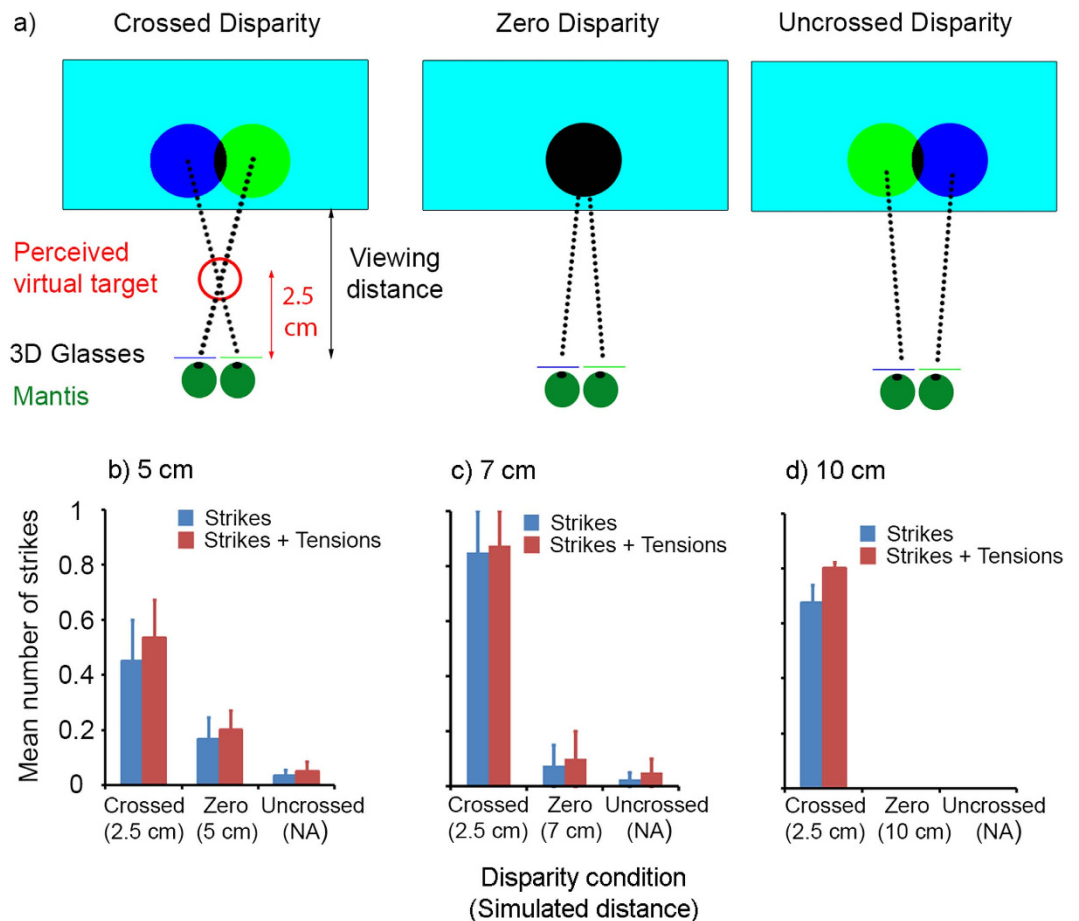 a)
Crossed Disparity
Zero Disparity
Uncrossed Disparity
Perceived
virtual target
2.5
cm
Viewing
distance
3D Glasses
Mantis
b) 5 cm
Strikes
Strikes + Tensions
Mean number of strikes
1
0.8
0.6
0.4
0.2
0
Crossed
(2.5 cm)
Zero
(5 cm)
Uncrossed
(NA)
c) 7 cm
Strikes
Strikes + Tensions
Crossed
(2.5 cm)
Zero
(7 cm)
Uncrossed
(NA)
d) 10 cm
Strikes
Strikes + Tensions
Crossed
(2.5 cm)
Zero
(10 cm)
Uncrossed
(NA)
Disparity condition
(Simulated distance)